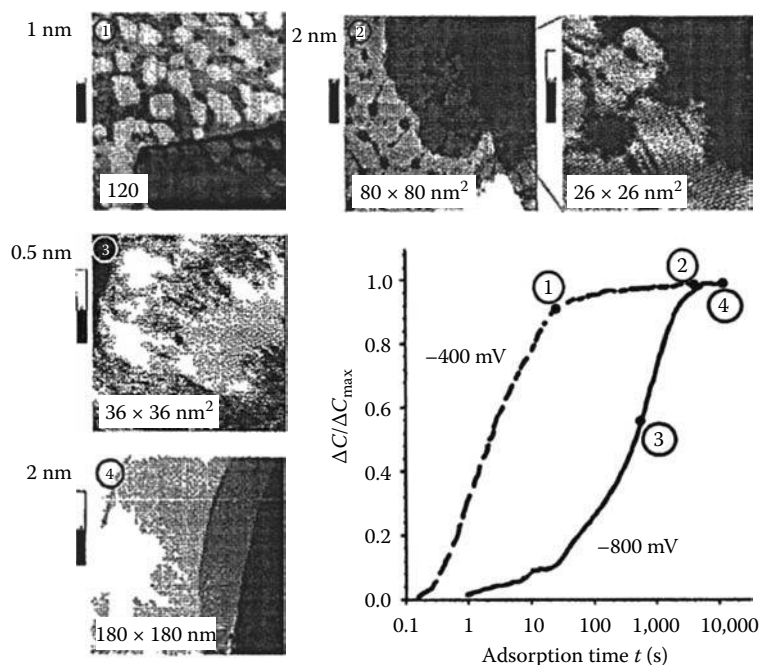 1 nm
1
120
2 nm
2
80 × 80 nm²
26 × 26 nm²
0.5 nm
3
36 × 36 nm²
2 nm
4
180 × 180 nm
ΔC/ΔCmax
1.0
0.8
0.6
0.4
0.2
0.0
1
2
4
3
−400 mV
−800 mV
0.1 1 10 100 1,000 10,000
Adsorption time t (s)